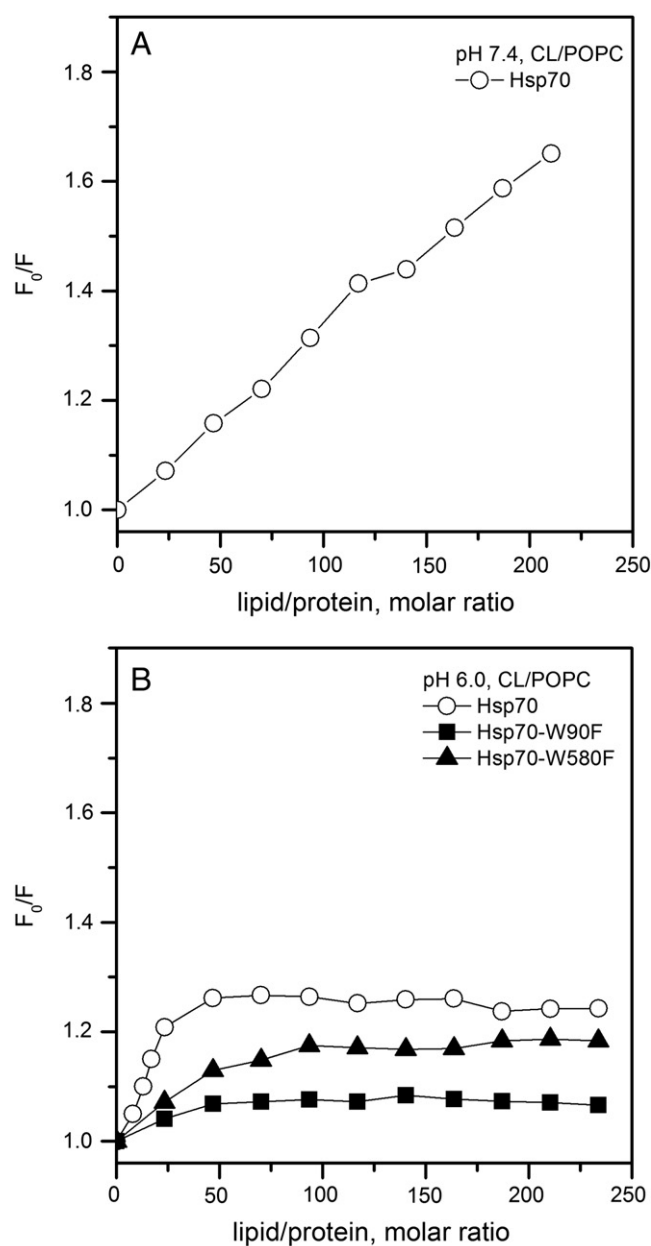 A
pH 7.4, CL/POPC
Hsp70
1.8
1.6
1.4
1.2
1.0
F0/F
0 50 100 150 200 250
lipid/protein, molar ratio
B
pH 6.0, CL/POPC
Hsp70
Hsp70-W90F
Hsp70-W580F
1.8
1.6
1.4
1.2
1.0
F0/F
0 50 100 150 200 250
lipid/protein, molar ratio